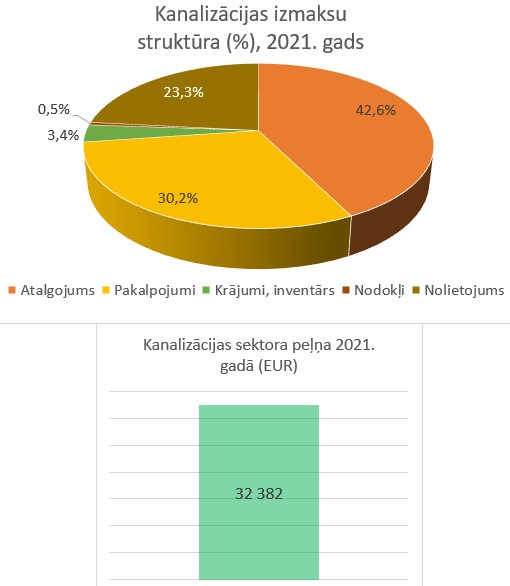 Kanalizācijas izmaksu
struktūra (%), 2021. gads
23,3%
42,6%
0,5%
3,4%
30,2%
Atalgojums Pakalpojumi Krājumi, inventārs Nodokļi Nolietojums
Kanalizācijas sektora peļņa 2021.
gadā (EUR)
32 382